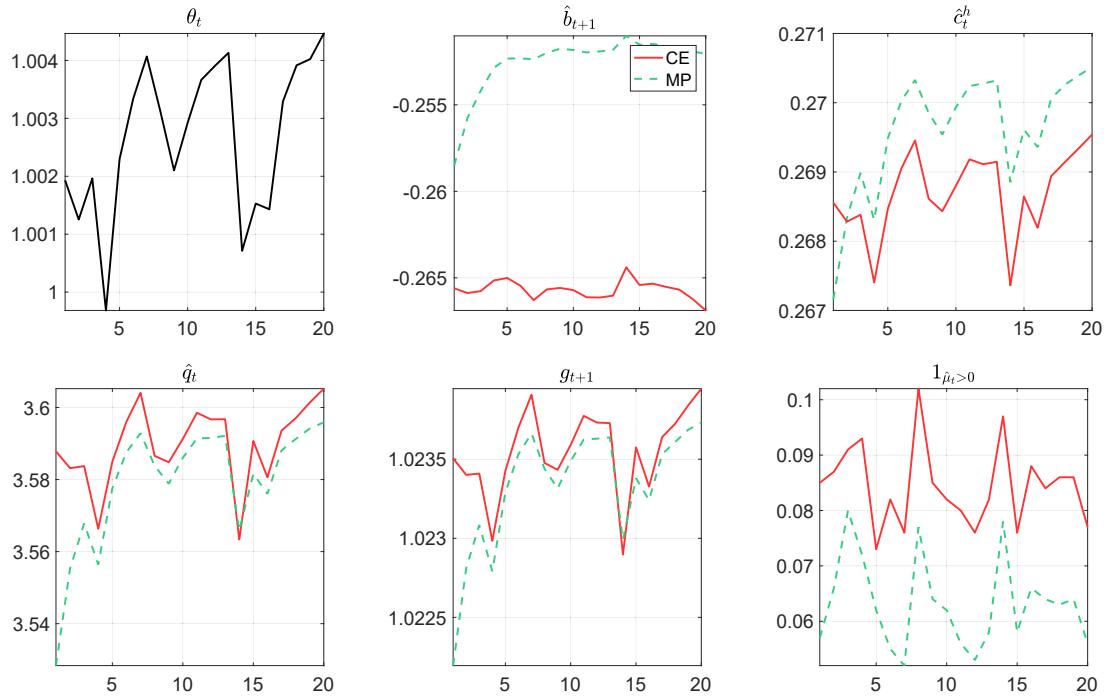 θ_t
1.004
1.003
1.002
1.001
1
5 10 15 20
b̂_{t+1}
CE
MP
-0.255
-0.26
-0.265
5 10 15 20
ĉ_t^h
0.271
0.27
0.269
0.268
0.267
5 10 15 20
q̂_t
3.6
3.58
3.56
3.54
5 10 15 20
g_{t+1}
1.0235
1.023
1.0225
5 10 15 20
1_{μ̂_t>0}
0.1
0.09
0.08
0.07
0.06
5 10 15 20